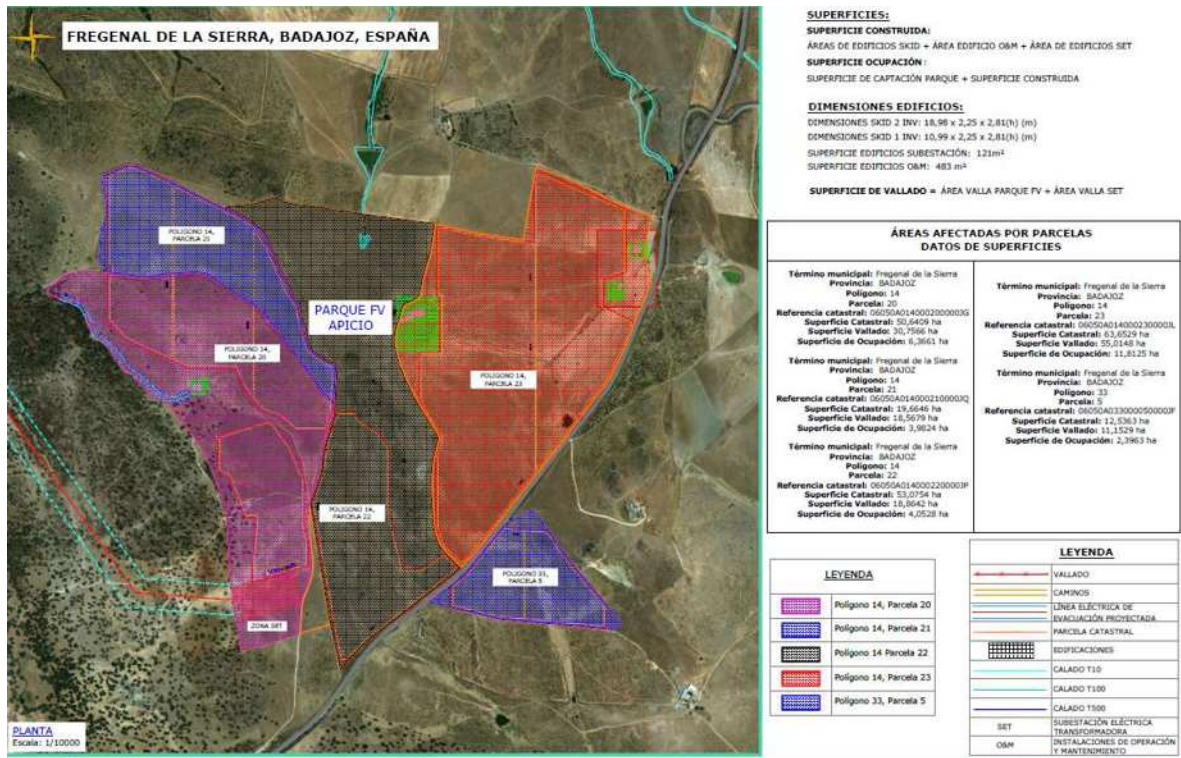 FREGENAL DE LA SIERRA, BADAJOZ, ESPAÑA
POLIGONO 14,
PARCELA 21
PARQUE FV
APICIO
POLIGONO 14,
PARCELA 20
POLIGONO 14,
PARCELA 23
POLIGONO 14,
PARCELA 22
POLIGONO 33,
PARCELA 5
ZONA SET
PLANTA
Escala: 1/10000
SUPERFICIES:
SUPERFICIE CONSTRUIDA:
ÁREAS DE EDIFICIOS SKID + ÁREA EDIFICIO O&M + ÁREA DE EDIFICIOS SET
SUPERFICIE OCUPACIÓN :
SUPERFICIE DE CAPTACIÓN PARQUE + SUPERFICIE CONSTRUIDA
DIMENSIONES EDIFICIOS:
DIMENSIONES SKID 2 INV: 18,98 x 2,25 x 2,81(h) (m)
DIMENSIONES SKID 1 INV: 10,99 x 2,25 x 2,81(h) (m)
SUPERFICIE EDIFICIOS SUBESTACIÓN: 121m²
SUPERFICIE EDIFICIOS O&M: 483 m²
SUPERFICIE DE VALLADO = ÁREA VALLA PARQUE FV + ÁREA VALLA SET
ÁREAS AFECTADAS POR PARCELAS
DATOS DE SUPERFICIES
Término municipal: Fregenal de la Sierra
Provincia: BADAJOZ
Polígono: 14
Parcela: 20
Referencia catastral: 06050A014000200000JG
Superficie Catastral: 50,6409 ha
Superficie Vallado: 30,7566 ha
Superficie de Ocupación: 6,3661 ha
Término municipal: Fregenal de la Sierra
Provincia: BADAJOZ
Polígono: 14
Parcela: 21
Referencia catastral: 06050A014000210000JQ
Superficie Catastral: 19,6646 ha
Superficie Vallado: 18,5679 ha
Superficie de Ocupación: 3,9824 ha
Término municipal: Fregenal de la Sierra
Provincia: BADAJOZ
Polígono: 14
Parcela: 22
Referencia catastral: 06050A014000220000JP
Superficie Catastral: 53,0754 ha
Superficie Vallado: 18,8642 ha
Superficie de Ocupación: 4,0528 ha
Término municipal: Fregenal de la Sierra
Provincia: BADAJOZ
Polígono: 14
Parcela: 23
Referencia catastral: 06050A014000230000JL
Superficie Catastral: 63,6529 ha
Superficie Vallado: 55,0148 ha
Superficie de Ocupación: 11,8125 ha
Término municipal: Fregenal de la Sierra
Provincia: BADAJOZ
Polígono: 33
Parcela: 5
Referencia catastral: 06050A033000050000JF
Superficie Catastral: 12,5363 ha
Superficie Vallado: 11,1529 ha
Superficie de Ocupación: 2,3963 ha
LEYENDA
Polígono 14, Parcela 20
Polígono 14, Parcela 21
Polígono 14 Parcela 22
Polígono 14, Parcela 23
Polígono 33, Parcela 5
LEYENDA
VALLADO
CAMINOS
LÍNEA ELÉCTRICA DE
EVACUACIÓN PROYECTADA
PARCELA CATASTRAL
EDIFICACIONES
CALADO T10
CALADO T100
CALADO T500
SET SUBESTACIÓN ELÉCTRICA
TRANSFORMADORA
O&M INSTALACIONES DE OPERACIÓN
Y MANTENIMIENTO